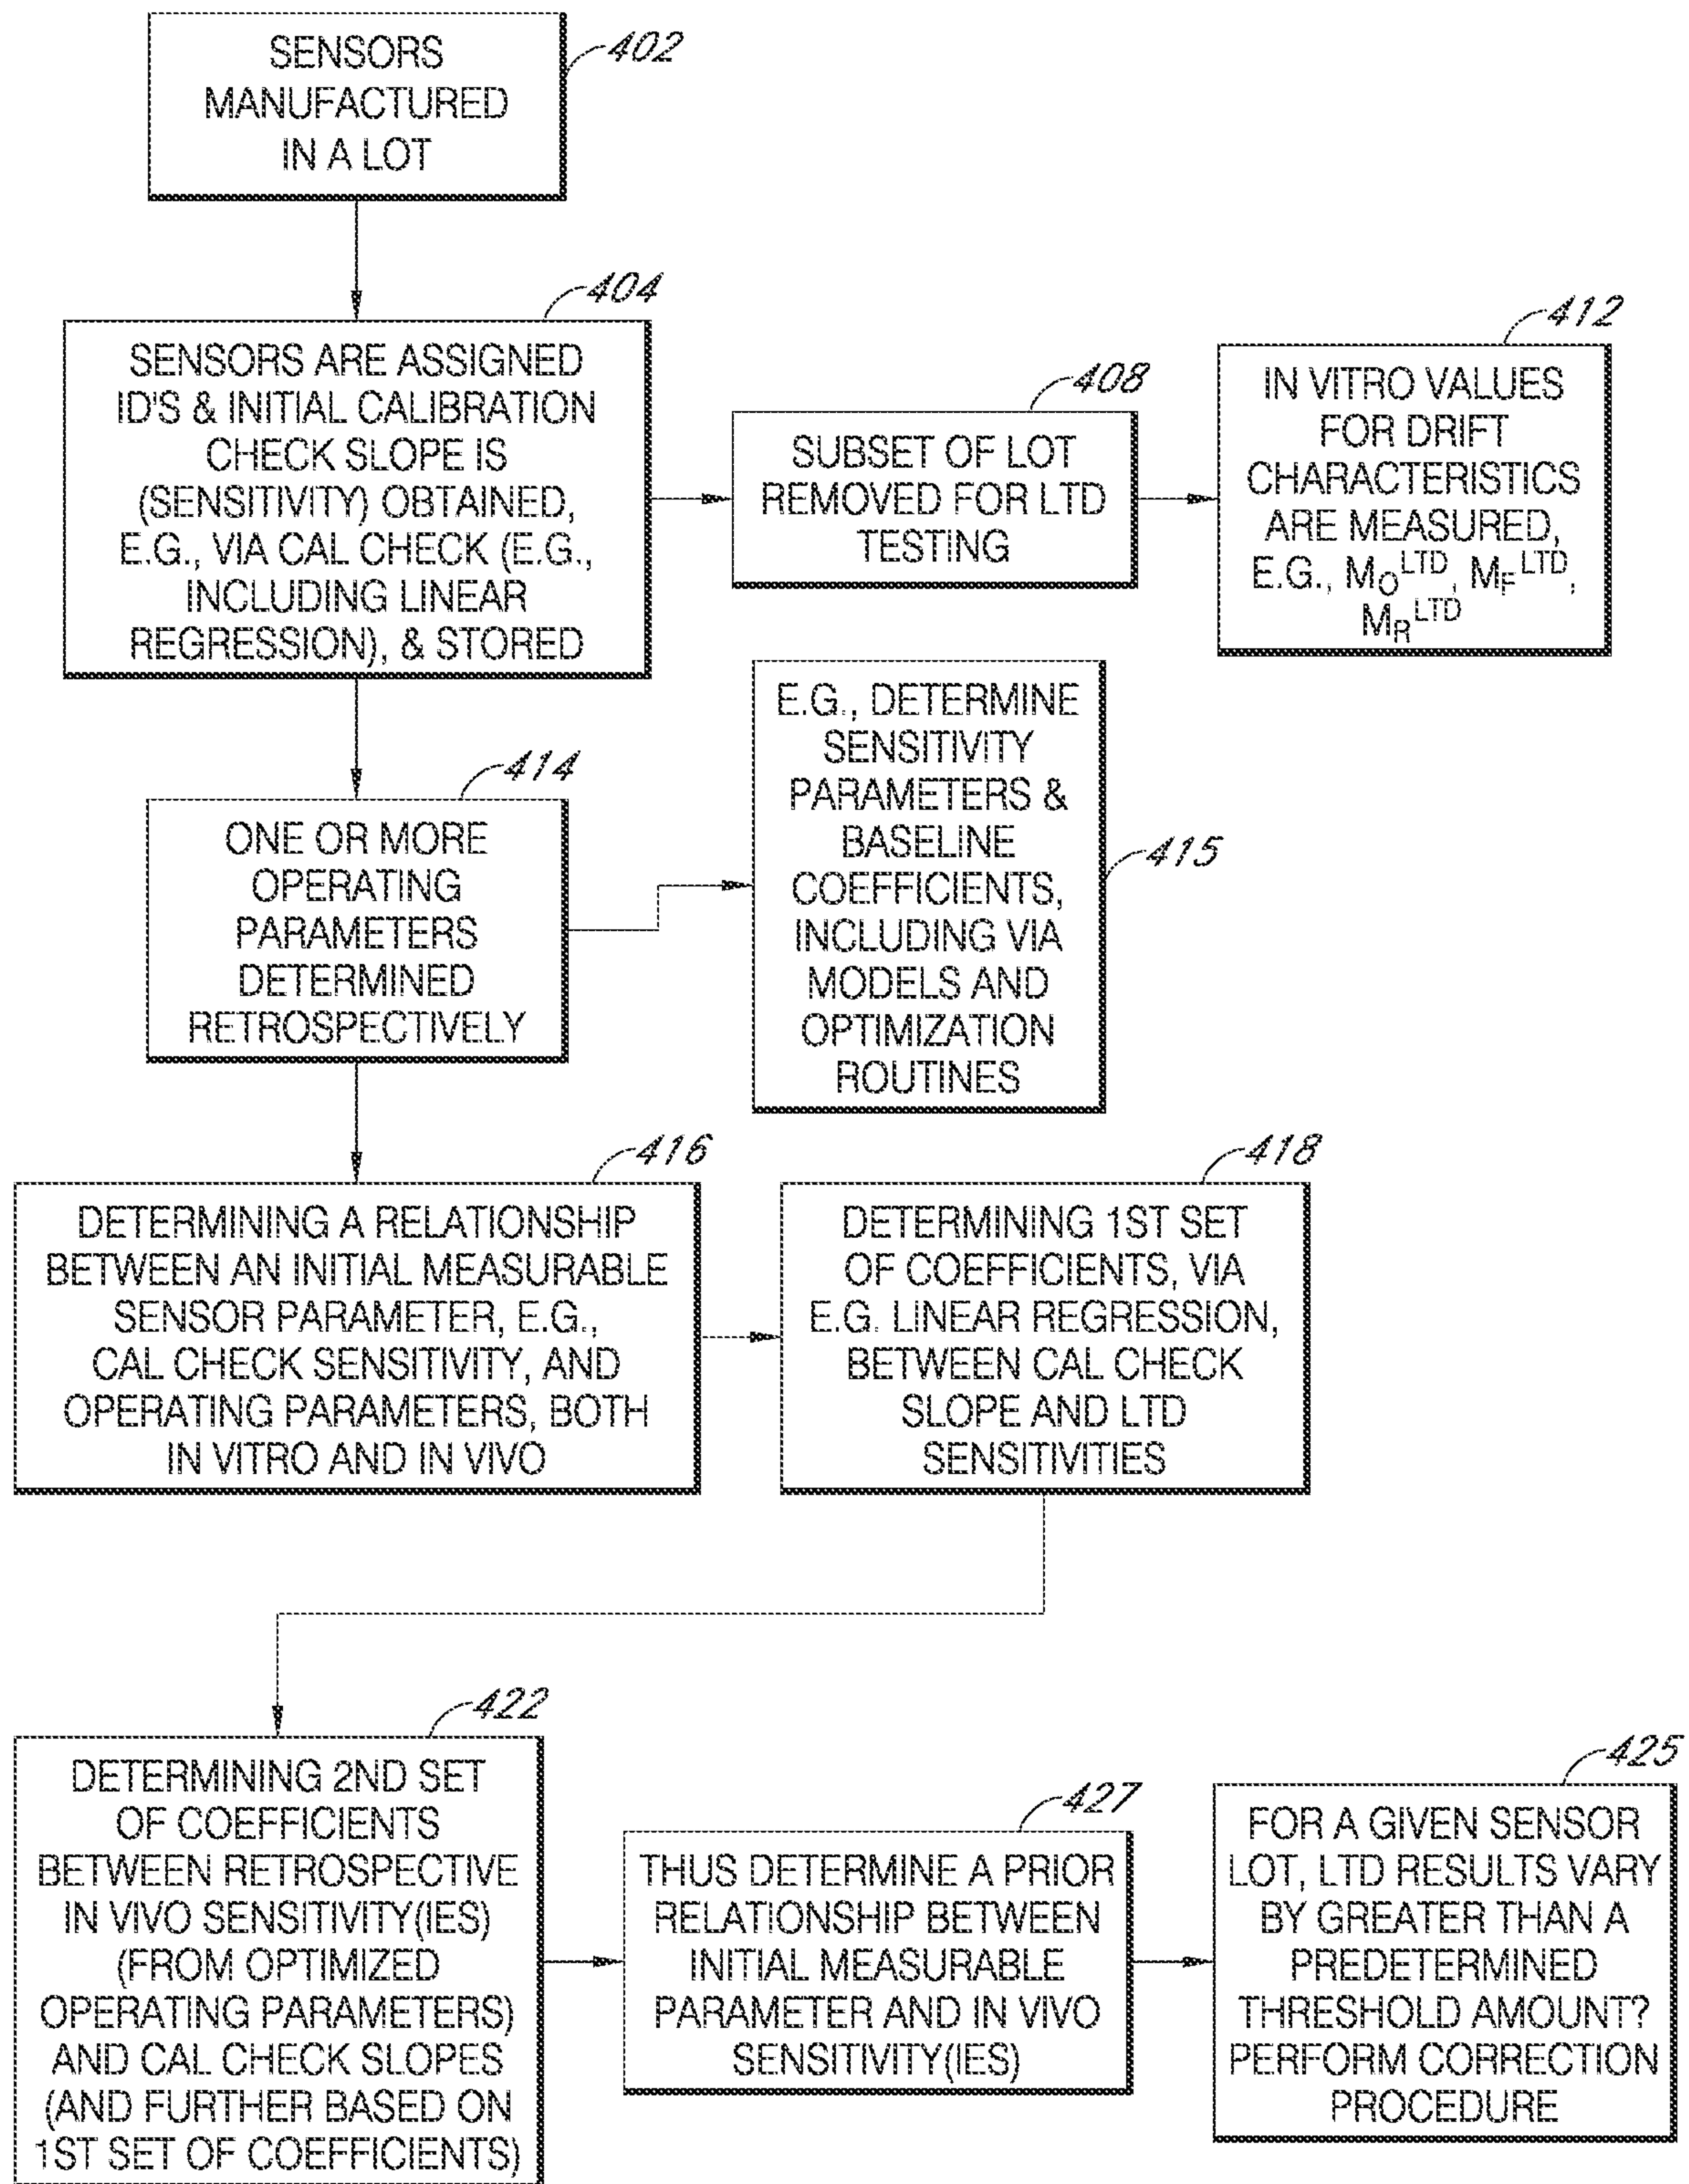 402
SENSORS
MANUFACTURED
IN A LOT
404
SENSORS ARE ASSIGNED
ID'S & INITIAL CALIBRATION
CHECK SLOPE IS
(SENSITIVITY) OBTAINED,
E.G., VIA CAL CHECK (E.G.,
INCLUDING LINEAR
REGRESSION), & STORED
408
SUBSET OF LOT
REMOVED FOR LTD
TESTING
412
IN VITRO VALUES
FOR DRIFT
CHARACTERISTICS
ARE MEASURED,
E.G., M_O^LTD, M_F^LTD,
M_R^LTD
414
ONE OR MORE
OPERATING
PARAMETERS
DETERMINED
RETROSPECTIVELY
415
E.G., DETERMINE
SENSITIVITY
PARAMETERS &
BASELINE
COEFFICIENTS,
INCLUDING VIA
MODELS AND
OPTIMIZATION
ROUTINES
416
DETERMINING A RELATIONSHIP
BETWEEN AN INITIAL MEASURABLE
SENSOR PARAMETER, E.G.,
CAL CHECK SENSITIVITY, AND
OPERATING PARAMETERS, BOTH
IN VITRO AND IN VIVO
418
DETERMINING 1ST SET
OF COEFFICIENTS, VIA
E.G. LINEAR REGRESSION,
BETWEEN CAL CHECK
SLOPE AND LTD
SENSITIVITIES
422
DETERMINING 2ND SET
OF COEFFICIENTS
BETWEEN RETROSPECTIVE
IN VIVO SENSITIVITY(IES)
(FROM OPTIMIZED
OPERATING PARAMETERS)
AND CAL CHECK SLOPES
(AND FURTHER BASED ON
1ST SET OF COEFFICIENTS)
427
THUS DETERMINE A PRIOR
RELATIONSHIP BETWEEN
INITIAL MEASURABLE
PARAMETER AND IN VIVO
SENSITIVITY(IES)
425
FOR A GIVEN SENSOR
LOT, LTD RESULTS VARY
BY GREATER THAN A
PREDETERMINED
THRESHOLD AMOUNT?
PERFORM CORRECTION
PROCEDURE